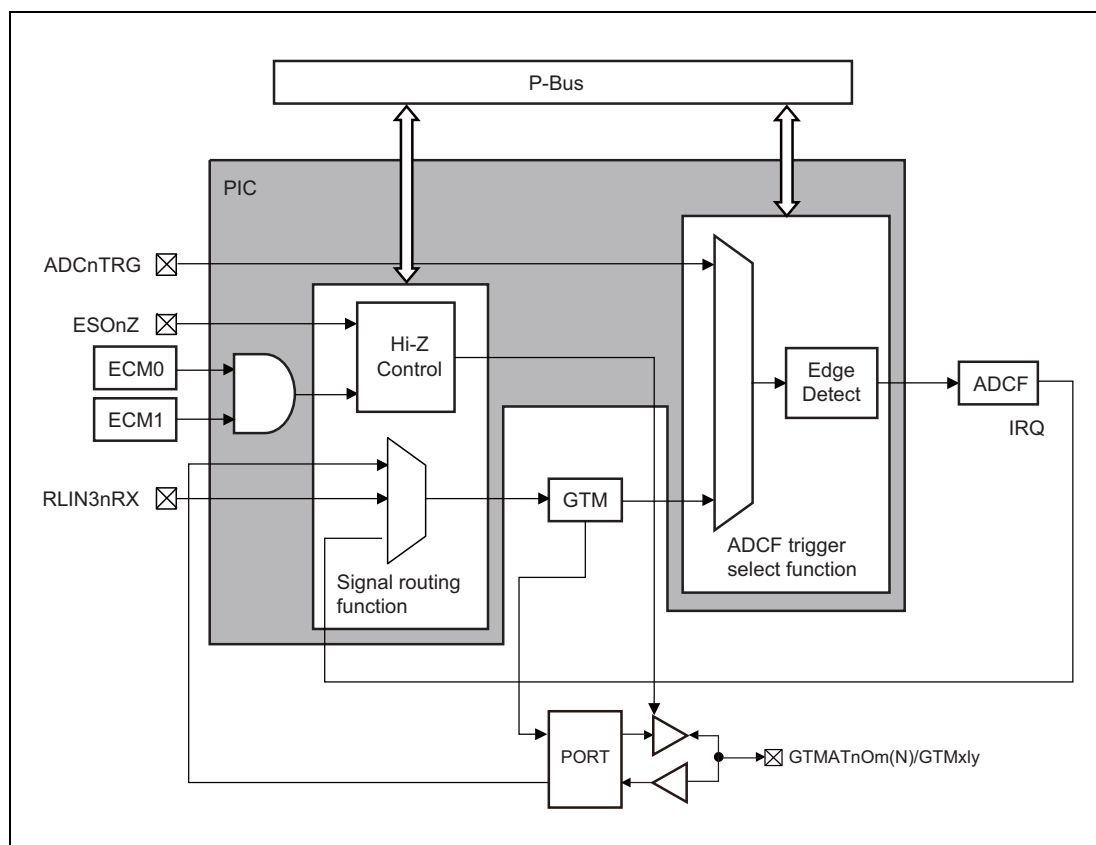 P-Bus
PIC
ADCnTRG
ESOnZ
ECM0
ECM1
Hi-Z
Control
Edge
Detect
ADCF
IRQ
RLIN3nRX
GTM
Signal routing
function
ADCF trigger
select function
PORT
GTMATnOm(N)/GTMxly